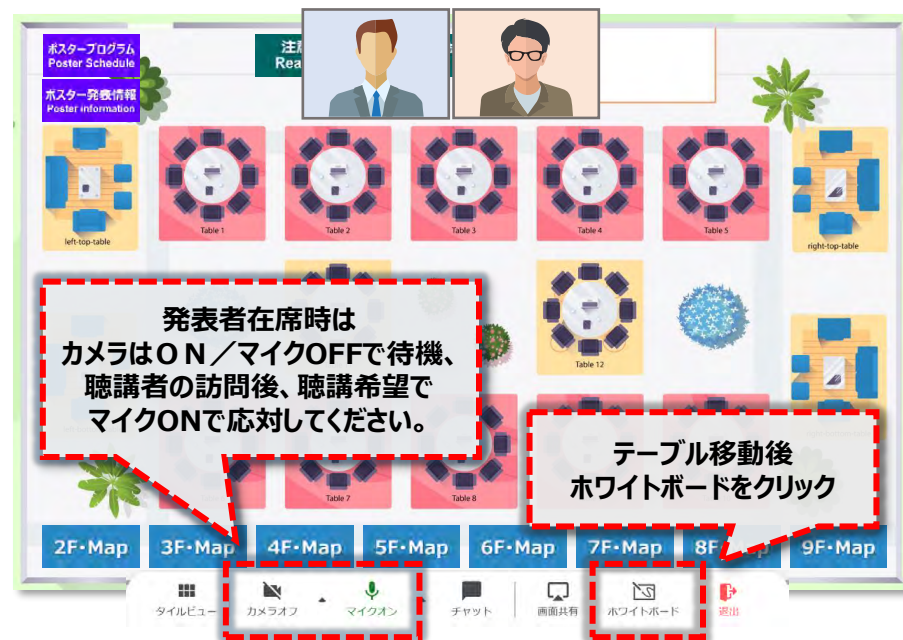 ポスタープログラム
Poster Schedule
ポスター発表情報
Poster Information
注
Rea
left-top-table
Table 1
Table 2
Table 3
Table 4
Table 5
right-top-table
発表者在席時は
カメラはＯＮ／マイクOFFで待機、
聴講者の訪問後、聴講希望で
マイクONで応対してください。
Table 12
テーブル移動後
ホワイトボードをクリック
Table 7
Table 8
2F・Map
3F・Map
4F・Map
5F・Map
6F・Map
7F・Map
9F・Map
タイルビュー
カメラオフ
マイクオン
チャット
画面共有
ホワイトボード
退出